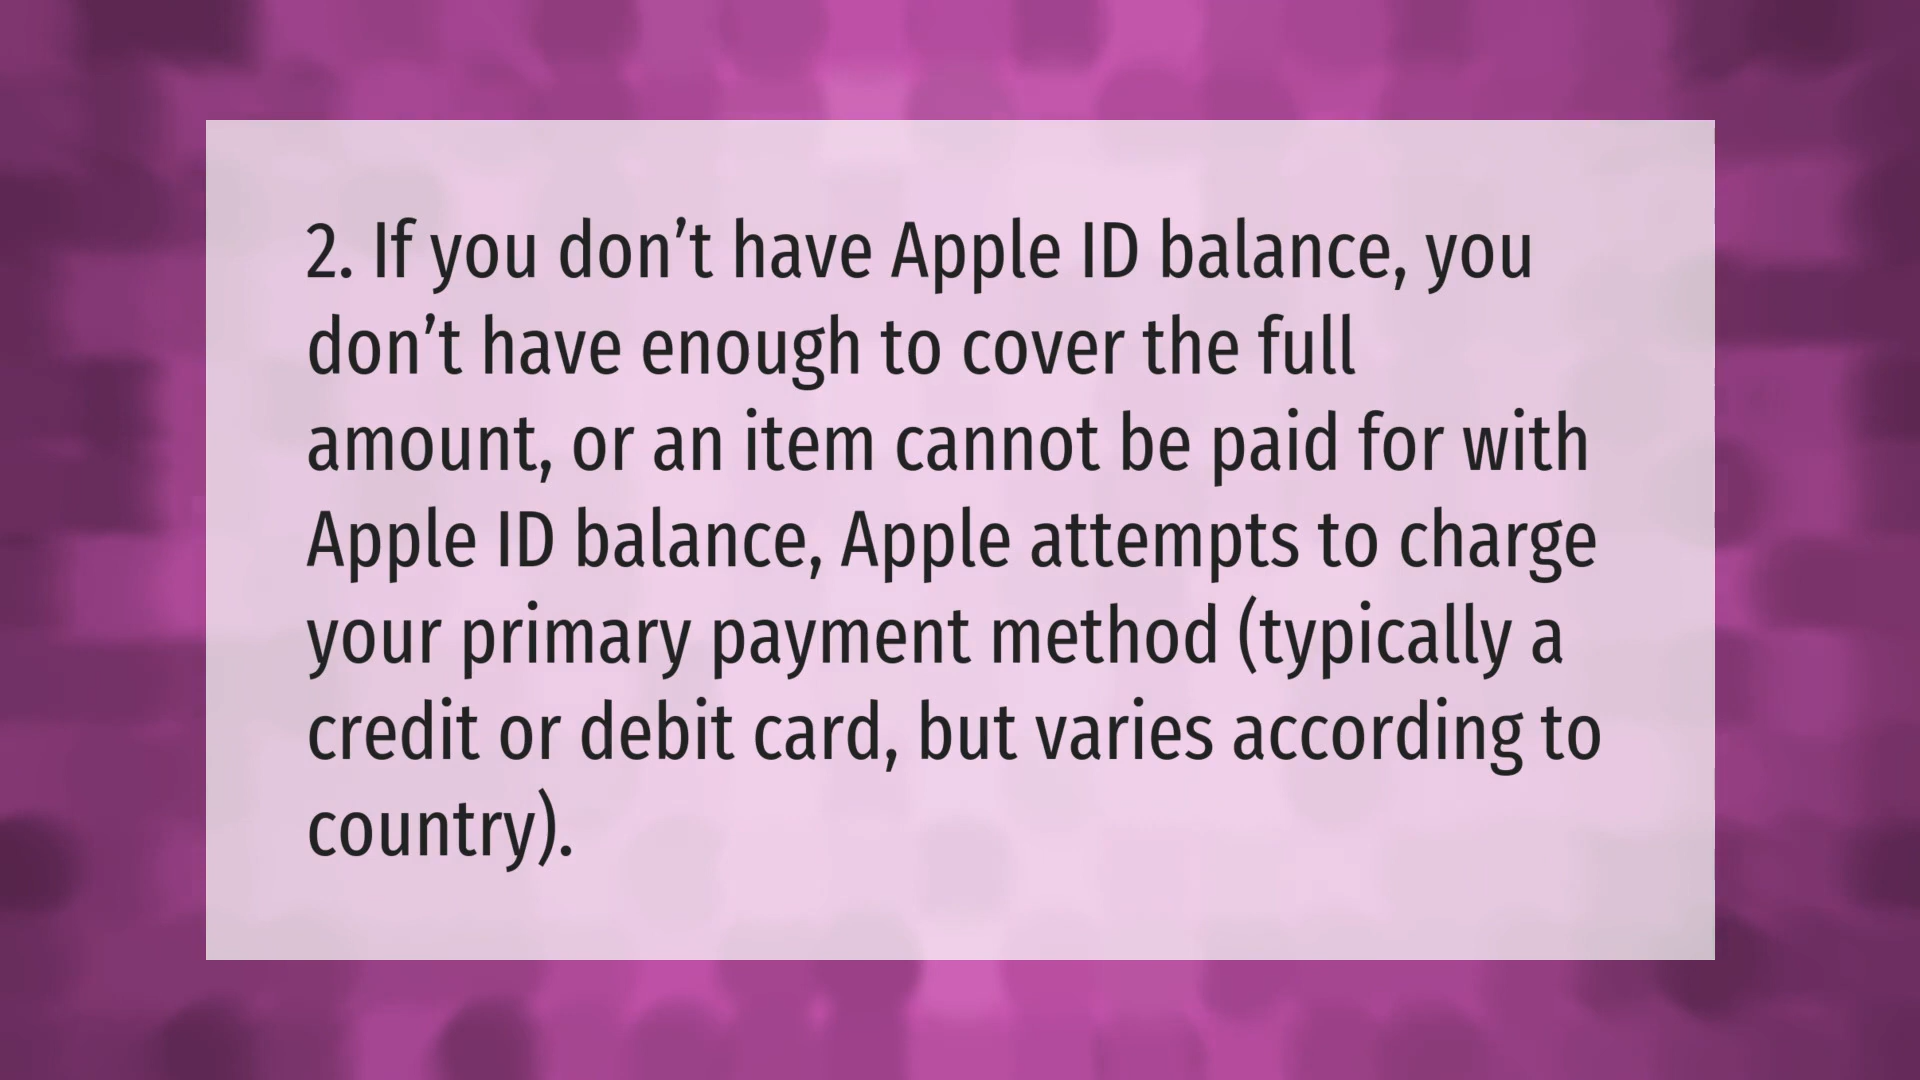 2. If you don’t have Apple ID balance, you
don’t have enough to cover the full
amount, or an item cannot be paid for with
Apple ID balance, Apple attempts to charge
your primary payment method (typically a
credit or debit card, but varies according to
country).